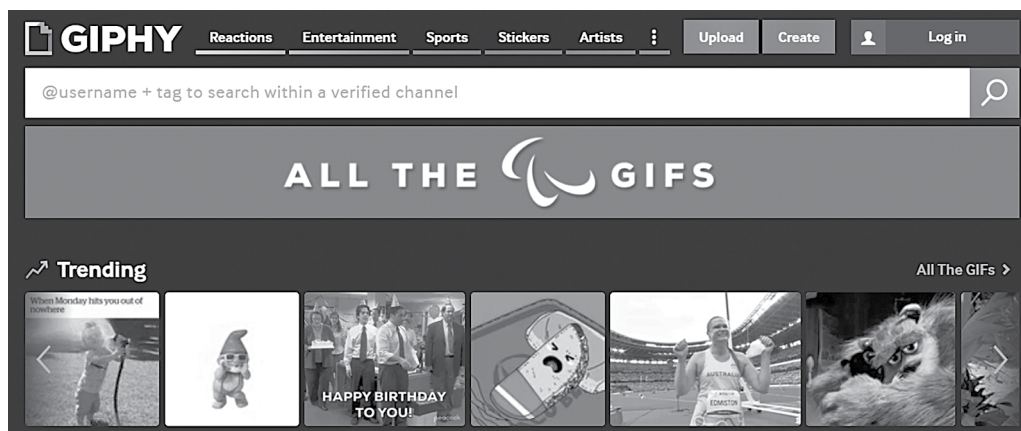 GIPHY
Reactions
Entertainment
Sports
Stickers
Artists
Upload
Create
Log in
@username + tag to search within a verified channel
ALL THE GIFS
Trending
All The GIFs
When Monday hits you out of
nowhere
HAPPY BIRTHDAY
TO YOU!
peacock
AUSTRALIA
EDMISTON